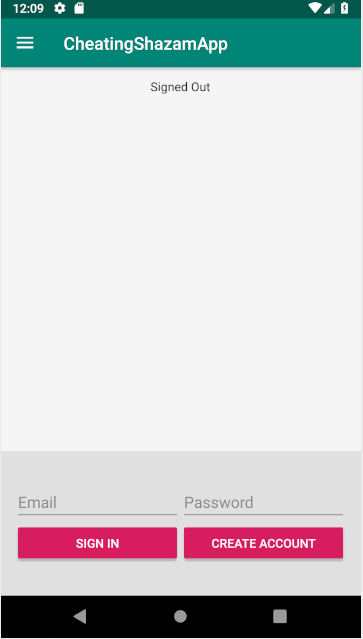 12:09
CheatingShazamApp
Signed Out
Email Password
SIGN IN CREATE ACCOUNT